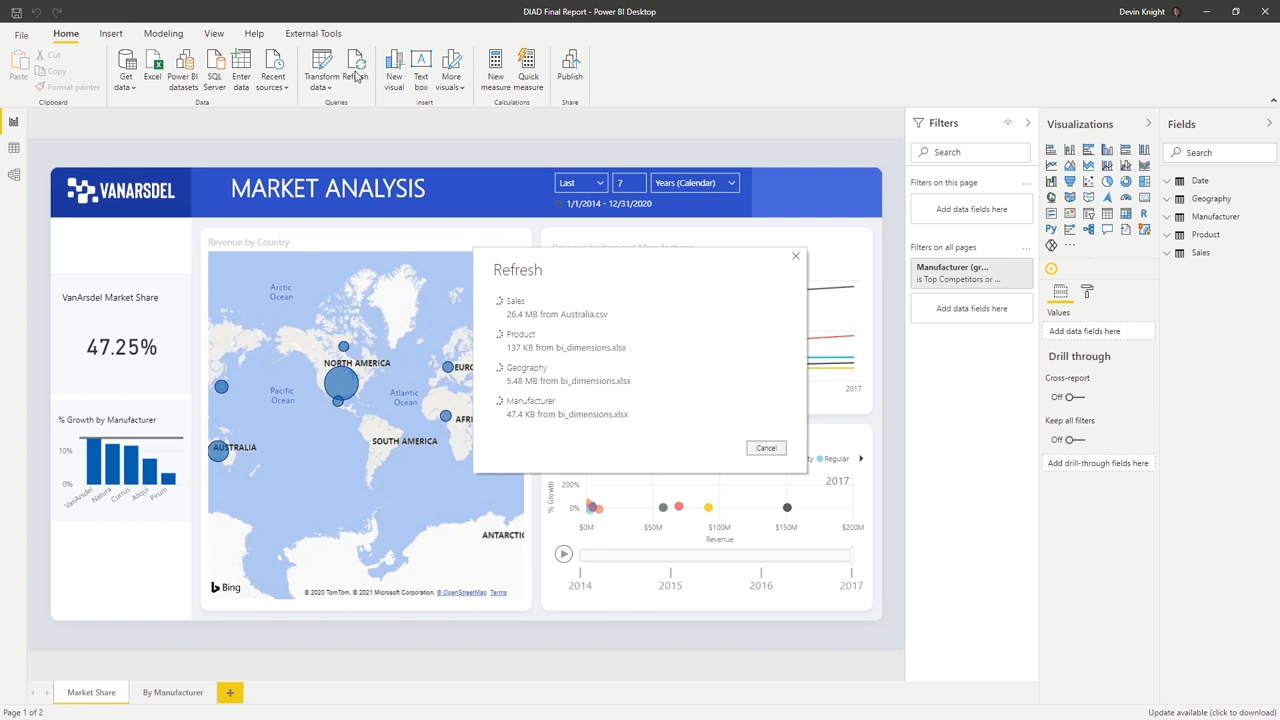 DIAD Final Report - Power BI Desktop
Devin Knight
File
Home
Insert
Modeling
View
Help
External Tools
Paste
Cut
Copy
Format painter
Clipboard
Get data
Excel
Power BI datasets
SQL Server
Enter data
Recent sources
Data
Transform data
Refresh
Queries
New visual
Text box
More visuals
Insert
New measure
Quick measure
Calculations
Publish
Share
VANARSDEL
MARKET ANALYSIS
Last
7
Years (Calendar)
1/1/2014 - 12/31/2020
VanArsdel Market Share
47.25%
% Growth by Manufacturer
10%
0%
VanArsdel
Natura
Currus
Aliqui
Pirum
Revenue by Country
Arctic
Ocean
NORTH AMERICA
EURO
Pacific
Ocean
Atlantic
Ocean
AFRI
SOUTH AMERICA
AUSTRALIA
ANTARCTIC
Bing
© 2020 TomTom, © 2021 Microsoft Corporation, © OpenStreetMap Terms
Refresh
Sales
26.4 MB from Australia.csv
Product
137 KB from bi_dimensions.xlsx
Geography
5.48 MB from bi_dimensions.xlsx
Manufacturer
47.4 KB from bi_dimensions.xlsx
Cancel
2017
Regular
2017
% Growth
200%
0%
$0M
$50M
$100M
$150M
$200M
Revenue
2014
2015
2016
2017
Filters
Search
Filters on this page
Add data fields here
Filters on all pages
Manufacturer (gr...
is Top Competitors or ...
Add data fields here
Visualizations
R
Py
Values
Add data fields here
Drill through
Cross-report
Off
Keep all filters
Off
Add drill-through fields here
Fields
Search
Date
Geography
Manufacturer
Product
Sales
Market Share
By Manufacturer
Page 1 of 2
Update available (click to download)